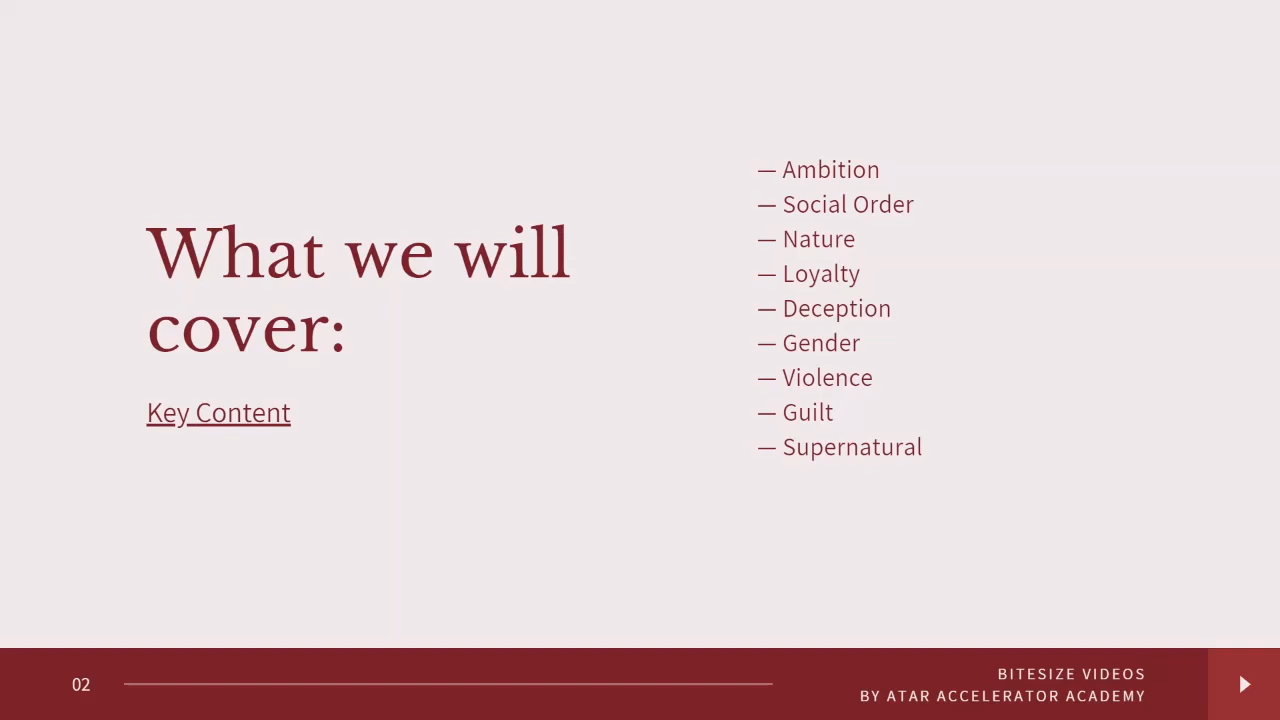 What we will
cover:
Key Content
— Ambition
— Social Order
— Nature
— Loyalty
— Deception
— Gender
— Violence
— Guilt
— Supernatural
02
BITESIZE VIDEOS
BY ATAR ACCELERATOR ACADEMY